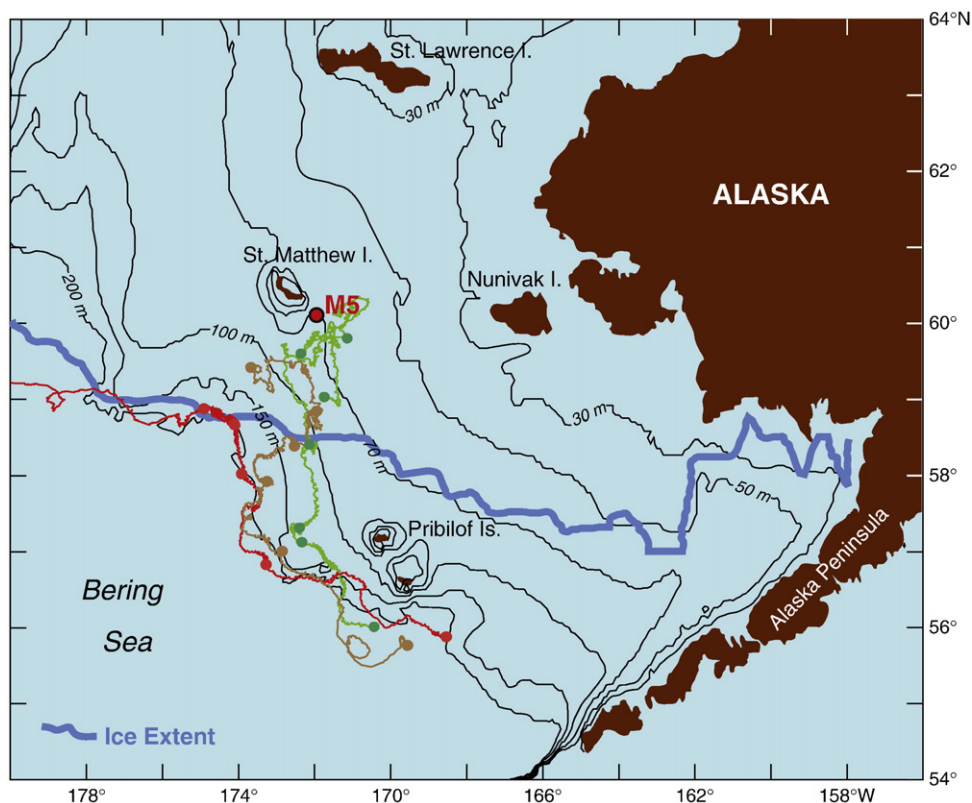 64°N
St. Lawrence I.
30 m
62°
ALASKA
St. Matthew I.
200 m
Nunivak I.
M5
60°
100 m
30 m
150 m
70 m
58°
50 m
Pribilof Is.
Alaska Peninsula
Bering
Sea
56°
Ice Extent
54°
178°
174°
170°
166°
162°
158°W